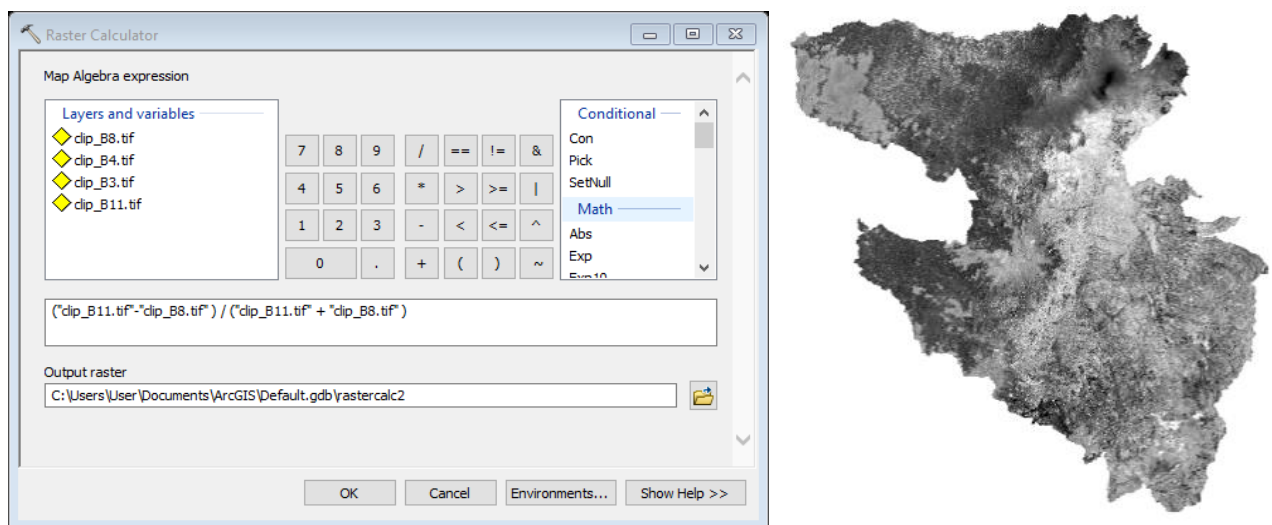 Raster Calculator
Map Algebra expression
Layers and variables
clip_B8.tif
clip_B4.tif
clip_B3.tif
clip_B11.tif
7 8 9 / == != &
4 5 6 * > >= |
1 2 3 - < <= ^
0 . + ( ) ~
Conditional
Con
Pick
SetNull
Math
Abs
Exp
Exp10
("clip_B11.tif"-"clip_B8.tif" ) / ("clip_B11.tif" + "clip_B8.tif" )
Output raster
C:\Users\User\Documents\ArcGIS\Default.gdb\rastercalc2
OK Cancel Environments... Show Help >>